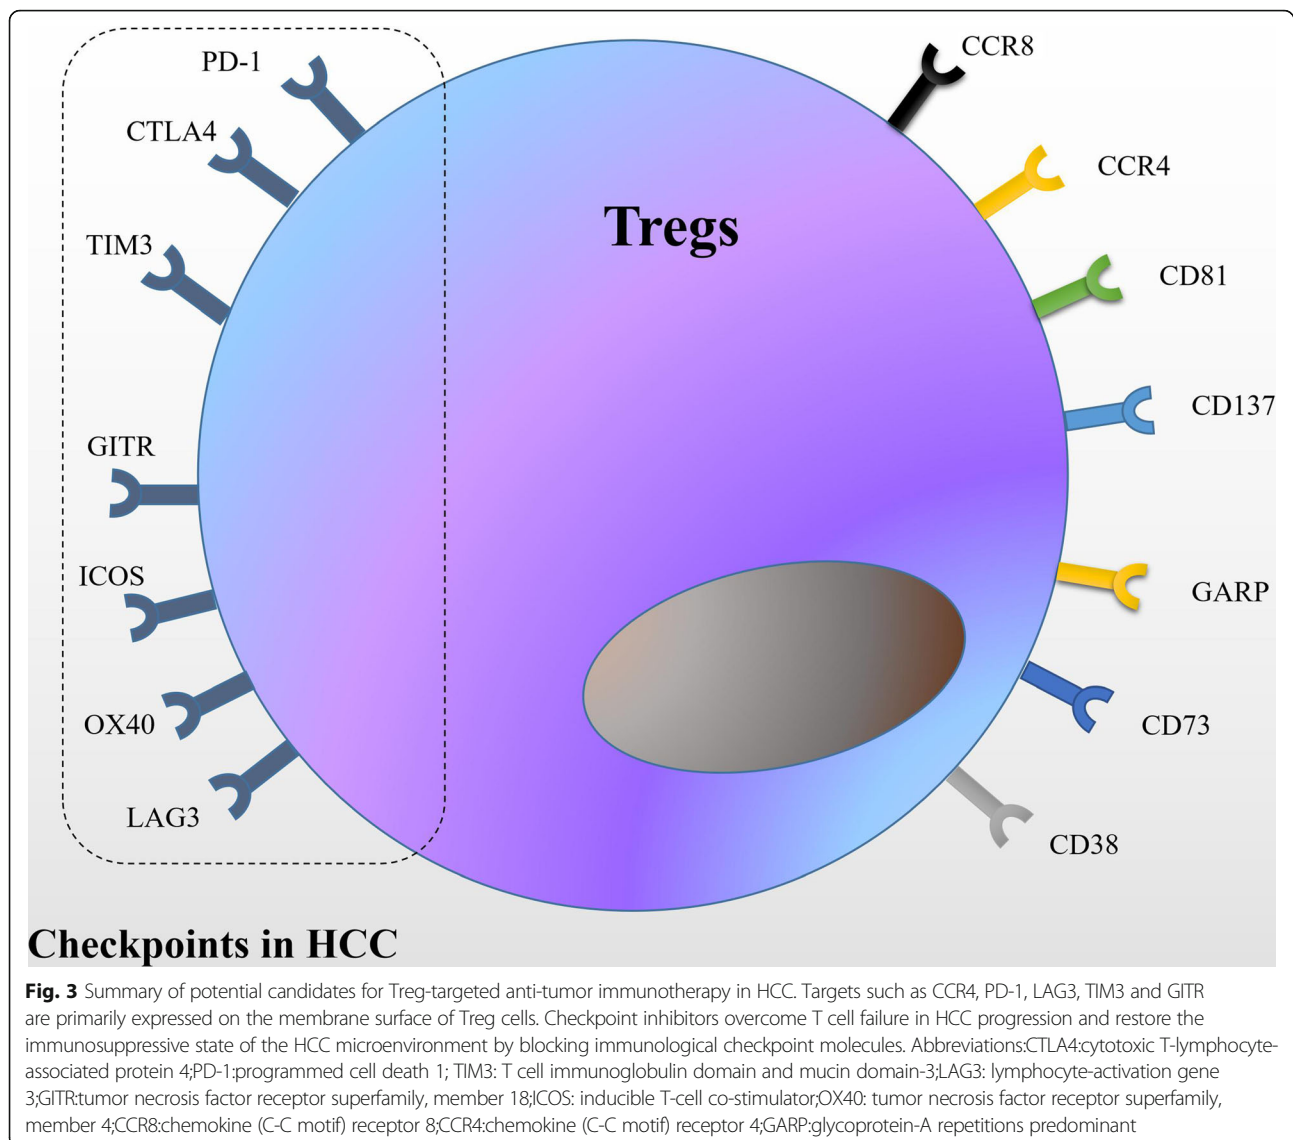 PD-1
CTLA4
TIM3
GITR
ICOS
OX40
LAG3
Tregs
CCR8
CCR4
CD81
CD137
GARP
CD73
CD38
Checkpoints in HCC
Fig. 3 Summary of potential candidates for Treg-targeted anti-tumor immunotherapy in HCC. Targets such as CCR4, PD-1, LAG3, TIM3 and GITR
are primarily expressed on the membrane surface of Treg cells. Checkpoint inhibitors overcome T cell failure in HCC progression and restore the
immunosuppressive state of the HCC microenvironment by blocking immunological checkpoint molecules. Abbreviations:CTLA4:cytotoxic T-lymphocyte-
associated protein 4;PD-1:programmed cell death 1; TIM3: T cell immunoglobulin domain and mucin domain-3;LAG3: lymphocyte-activation gene
3;GITR:tumor necrosis factor receptor superfamily, member 18;ICOS: inducible T-cell co-stimulator;OX40: tumor necrosis factor receptor superfamily,
member 4;CCR8:chemokine (C-C motif) receptor 8;CCR4:chemokine (C-C motif) receptor 4;GARP:glycoprotein-A repetitions predominant